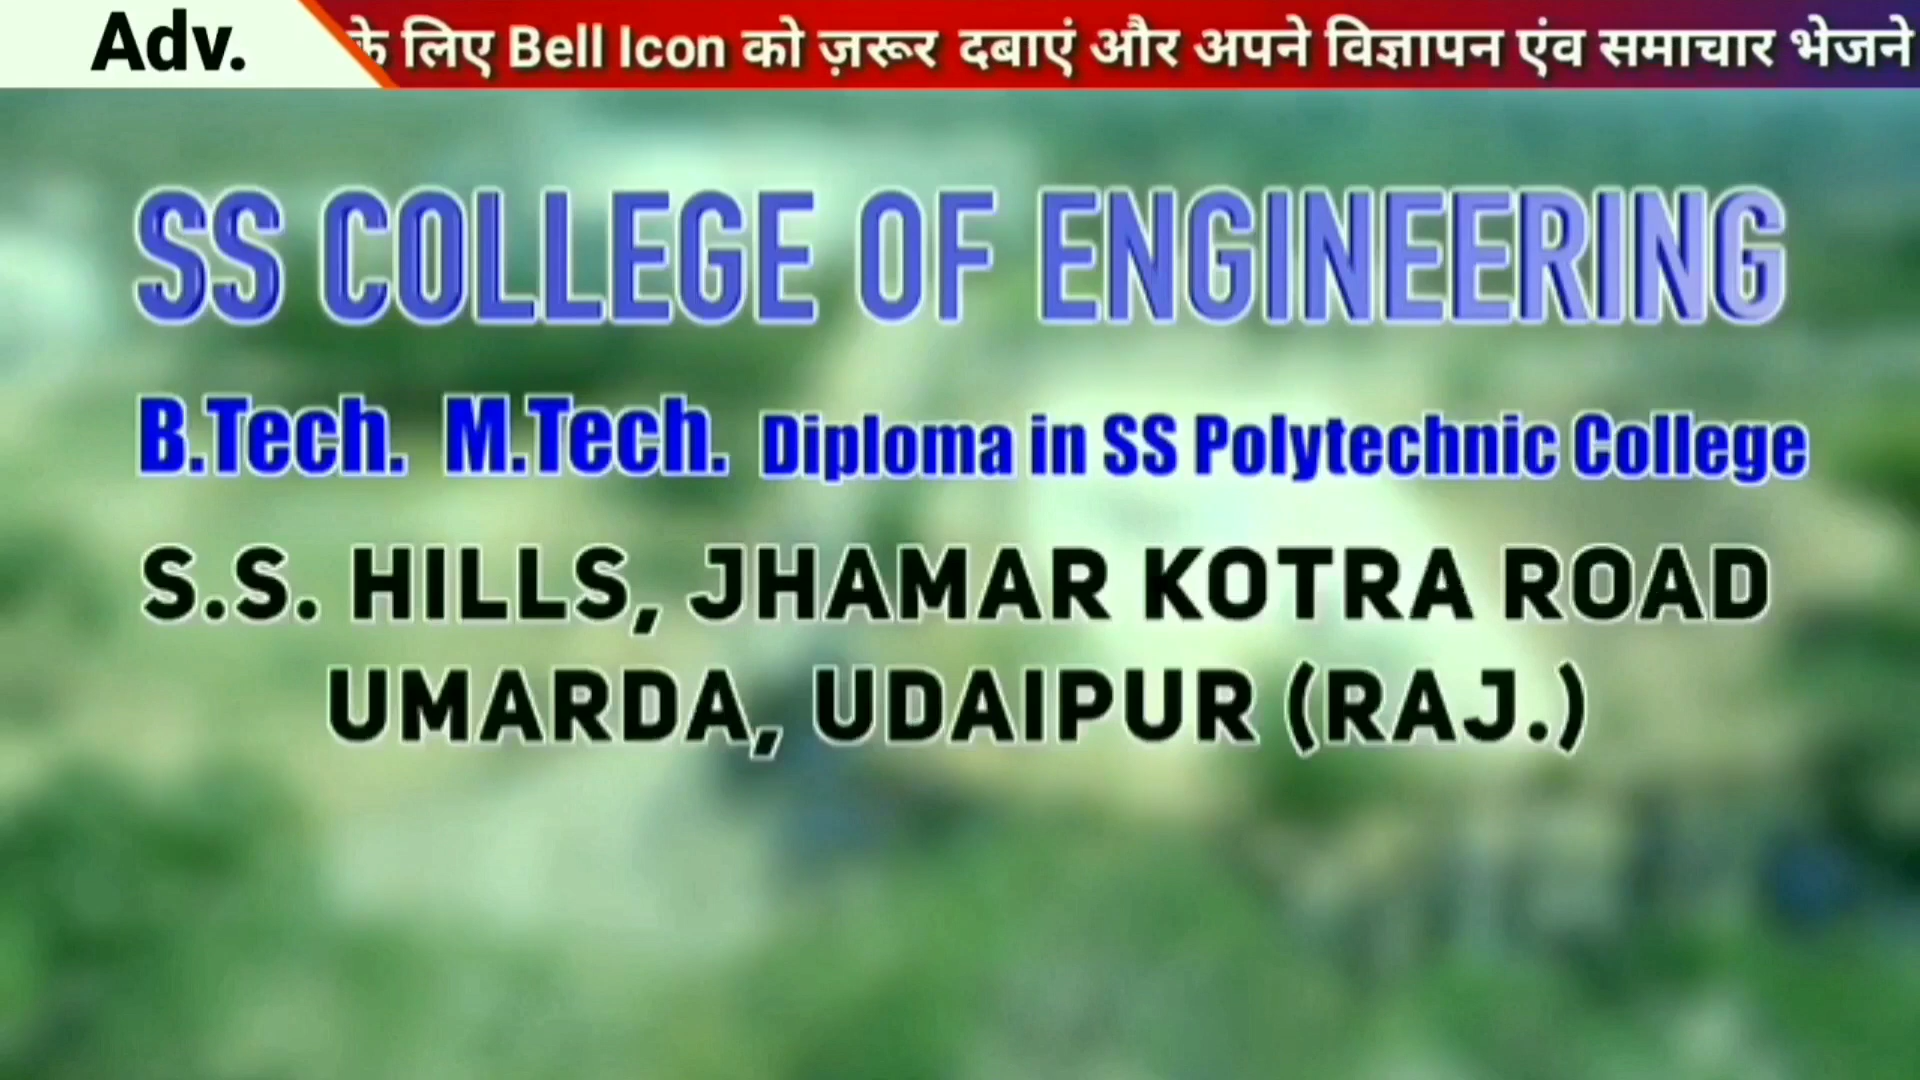 Adv. के लिए Bell Icon को ज़रूर दबाएं और अपने विज्ञापन एंव समाचार भेजने
SS COLLEGE OF ENGINEERING
B.Tech. M.Tech. Diploma in SS Polytechnic College
S.S. HILLS, JHAMAR KOTRA ROAD
UMARDA, UDAIPUR (RAJ.)